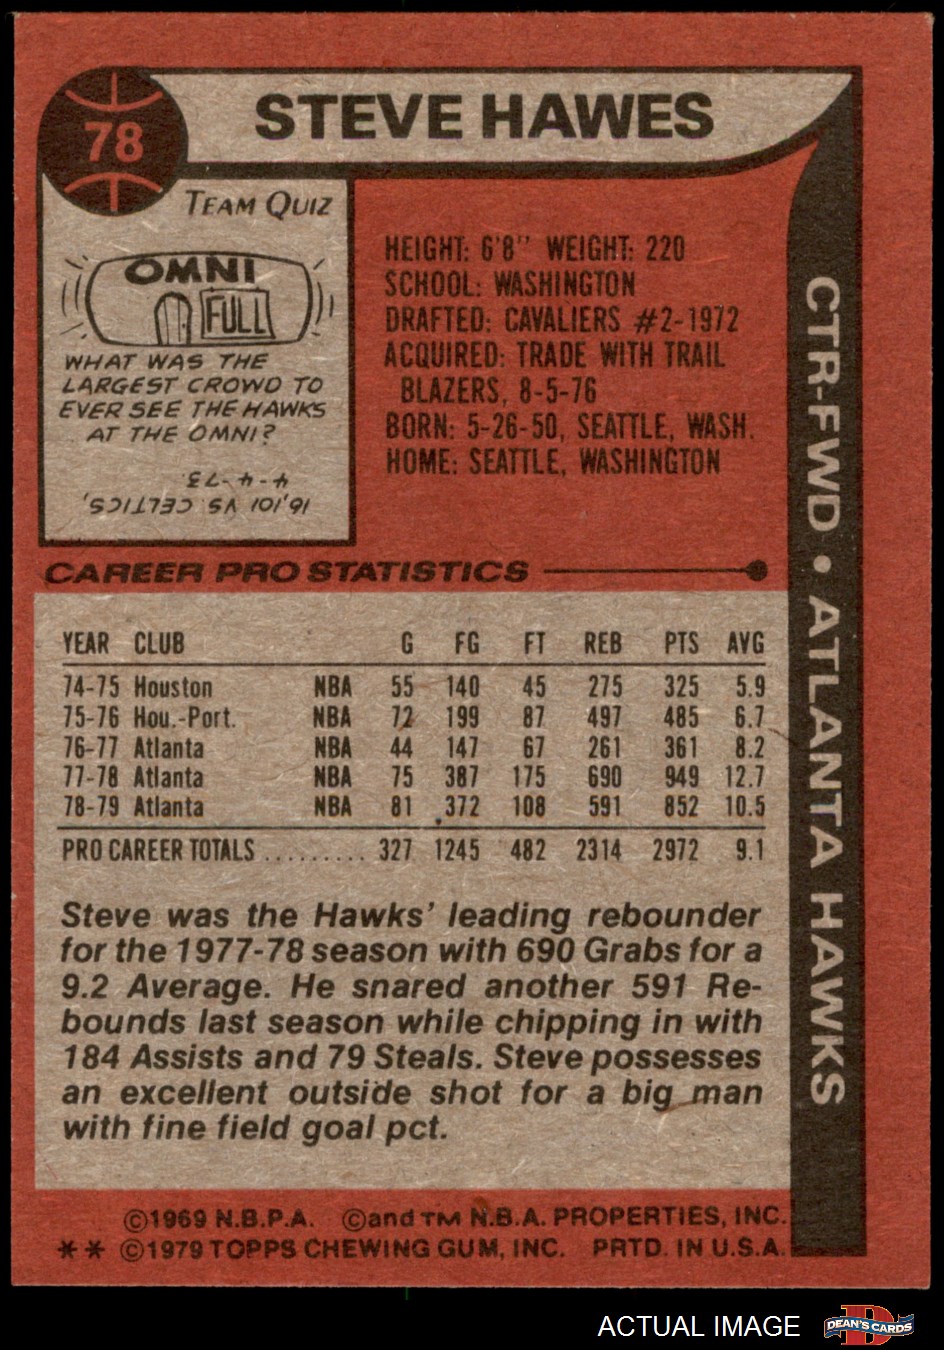 78
STEVE HAWES
TEAM QUIZ
OMNI
FULL
WHAT WAS THE
LARGEST CROWD TO
EVER SEE THE HAWKS
AT THE OMNI?
16,101 VS. CELTICS,
4-4-73
HEIGHT: 6'8" WEIGHT: 220
SCHOOL: WASHINGTON
DRAFTED: CAVALIERS #2-1972
ACQUIRED: TRADE WITH TRAIL
BLAZERS, 8-5-76
BORN: 5-26-50, SEATTLE, WASH.
HOME: SEATTLE, WASHINGTON
CTR-FWD • ATLANTA HAWKS
CAREER PRO STATISTICS
YEAR CLUB G FG FT REB PTS AVG
74-75 Houston NBA 55 140 45 275 325 5.9
75-76 Hou.-Port. NBA 72 199 87 497 485 6.7
76-77 Atlanta NBA 44 147 67 261 361 8.2
77-78 Atlanta NBA 75 387 175 690 949 12.7
78-79 Atlanta NBA 81 372 108 591 852 10.5
PRO CAREER TOTALS ......... 327 1245 482 2314 2972 9.1
Steve was the Hawks' leading rebounder
for the 1977-78 season with 690 Grabs for a
9.2 Average. He snared another 591 Re-
bounds last season while chipping in with
184 Assists and 79 Steals. Steve possesses
an excellent outside shot for a big man
with fine field goal pct.
©1969 N.B.P.A. ©and TM N.B.A. PROPERTIES, INC.
** ©1979 TOPPS CHEWING GUM, INC. PRTD. IN U.S.A.
ACTUAL IMAGE
D
DEAN'S CARDS